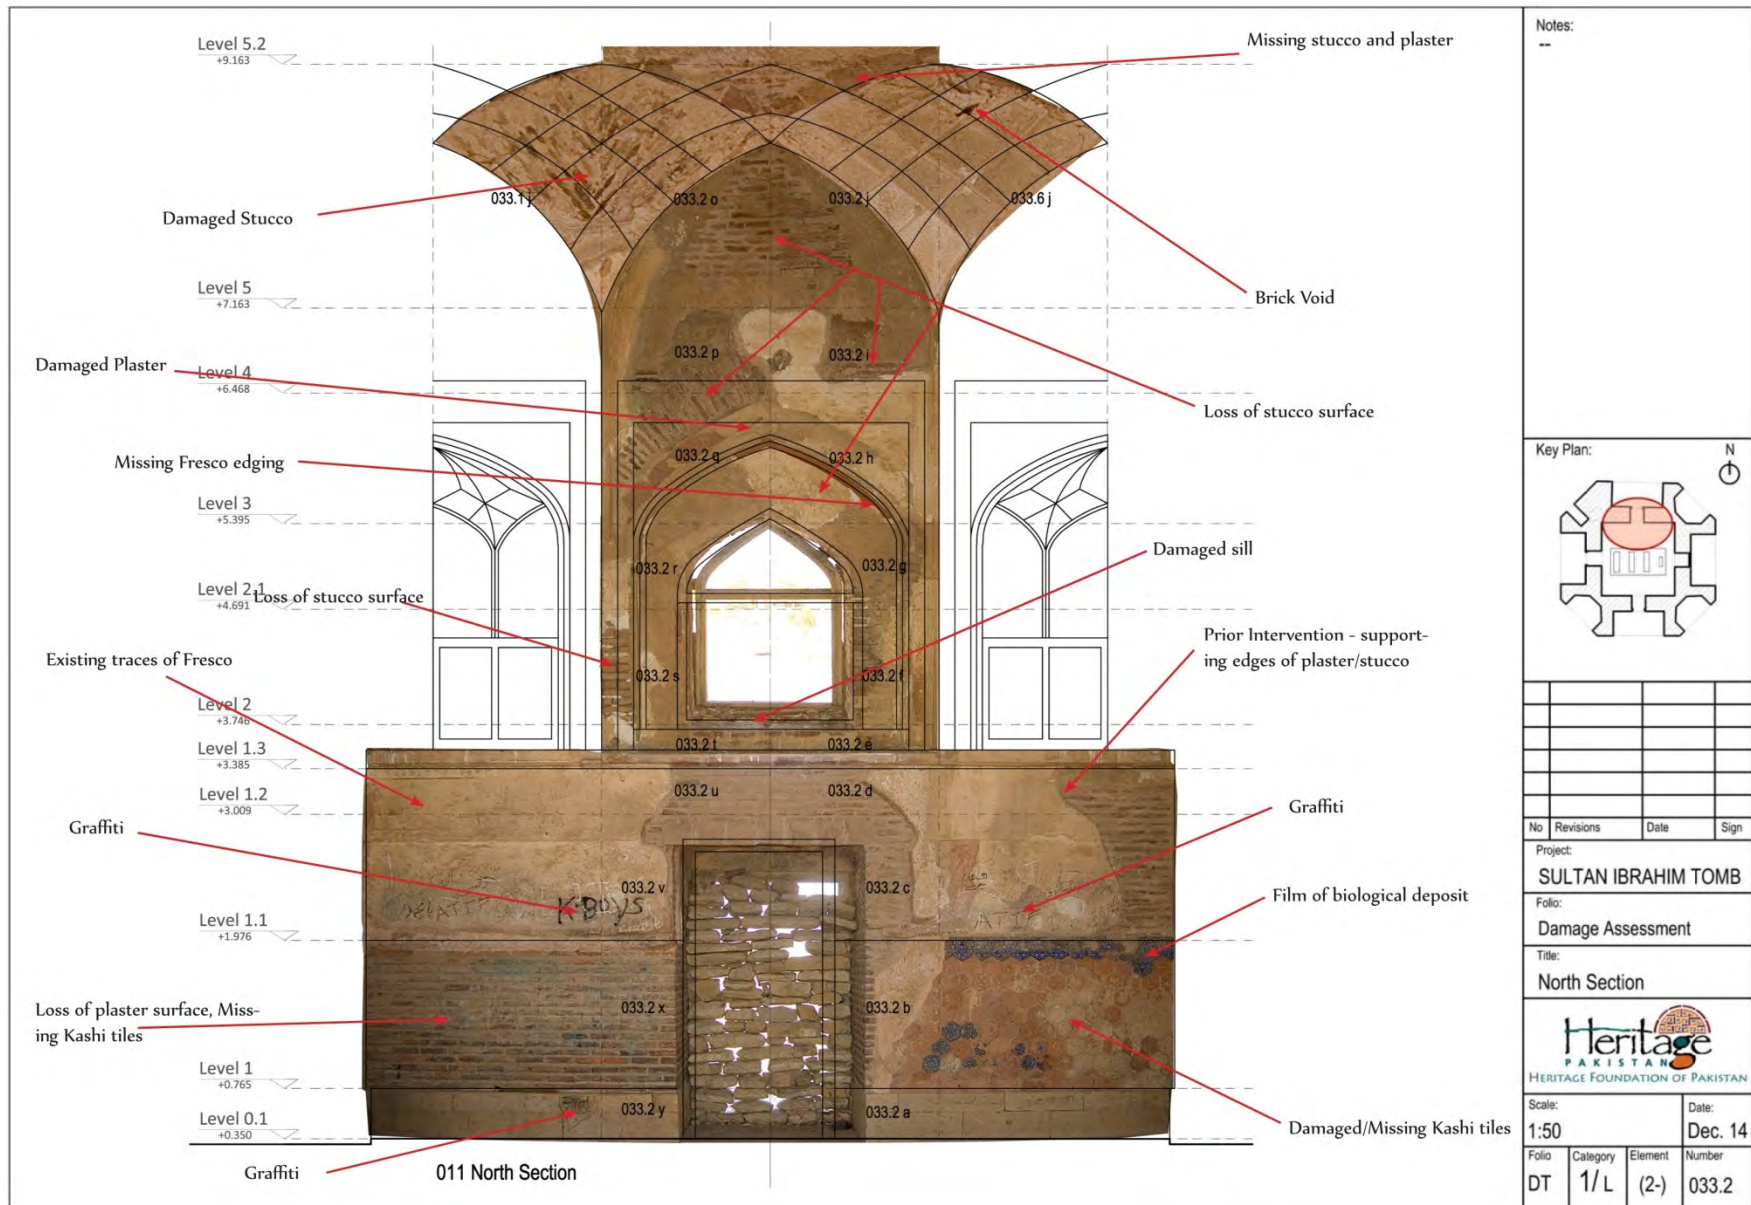 Level 5.2
+9.163
Missing stucco and plaster
Damaged Stucco
033.1 j
033.2 o
033.2 j
033.6 j
Level 5
+7.163
Brick Void
033.2 p
033.2 i
Damaged Plaster
Level 4
+6.468
Loss of stucco surface
Missing Fresco edging
033.2 q
033.2 h
Level 3
+5.395
Damaged sill
033.2 r
033.2 g
Level 2.1
+4.691
Loss of stucco surface
Existing traces of Fresco
033.2 s
033.2 f
Prior Intervention - support-
ing edges of plaster/stucco
Level 2
+3.746
033.2 t
033.2 e
Level 1.3
+3.385
Level 1.2
+3.009
033.2 u
033.2 d
Graffiti
Graffiti
033.2 v
033.2 c
K·BOYS
Film of biological deposit
Level 1.1
+1.976
Loss of plaster surface, Miss-
ing Kashi tiles
033.2 x
033.2 b
Level 1
+0.765
Level 0.1
+0.350
033.2 y
033.2 a
Damaged/Missing Kashi tiles
Graffiti
011 North Section
Notes:
--
Key Plan:
N
No Revisions Date Sign
Project:
SULTAN IBRAHIM TOMB
Folio:
Damage Assessment
Title:
North Section
Heritage
PAKISTAN
HERITAGE FOUNDATION OF PAKISTAN
Scale:
1:50
Date:
Dec. 14
Folio Category Element Number
DT 1/ L (2-) 033.2